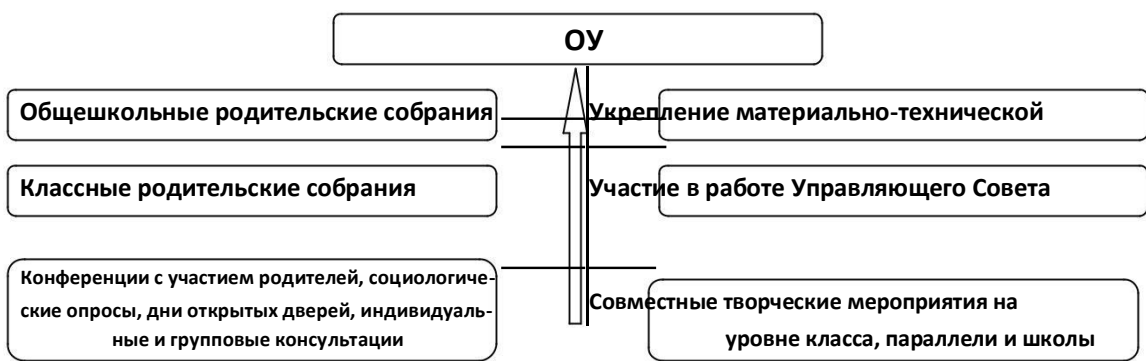 ОУ
Общешкольные родительские собрания
Укрепление материально-технической
Классные родительские собрания
Участие в работе Управляющего Совета
Конференции с участием родителей, социологиче-
ские опросы, дни открытых дверей, индивидуаль-
ные и групповые консультации
Совместные творческие мероприятия на
уровне класса, параллели и школы